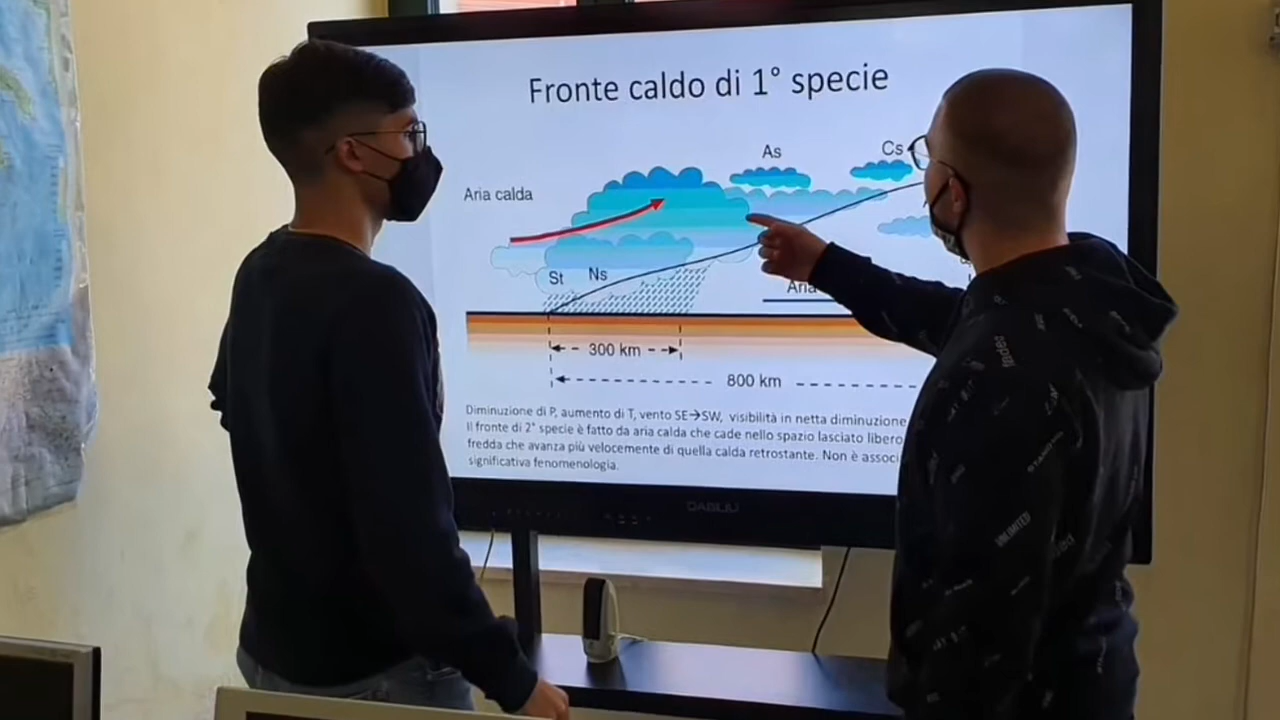 Fronte caldo di 1° specie
As
Cs
Aria calda
St
Ns
Aria
300 km
800 km
Diminuzione di P, aumento di T, vento SE→SW, visibilità in netta diminuzione
Il fronte di 2° specie è fatto da aria calda che cade nello spazio lasciato libero
fredda che avanza più velocemente di quella calda retrostante. Non è associ
significativa fenomenologia.
UNLIMITED